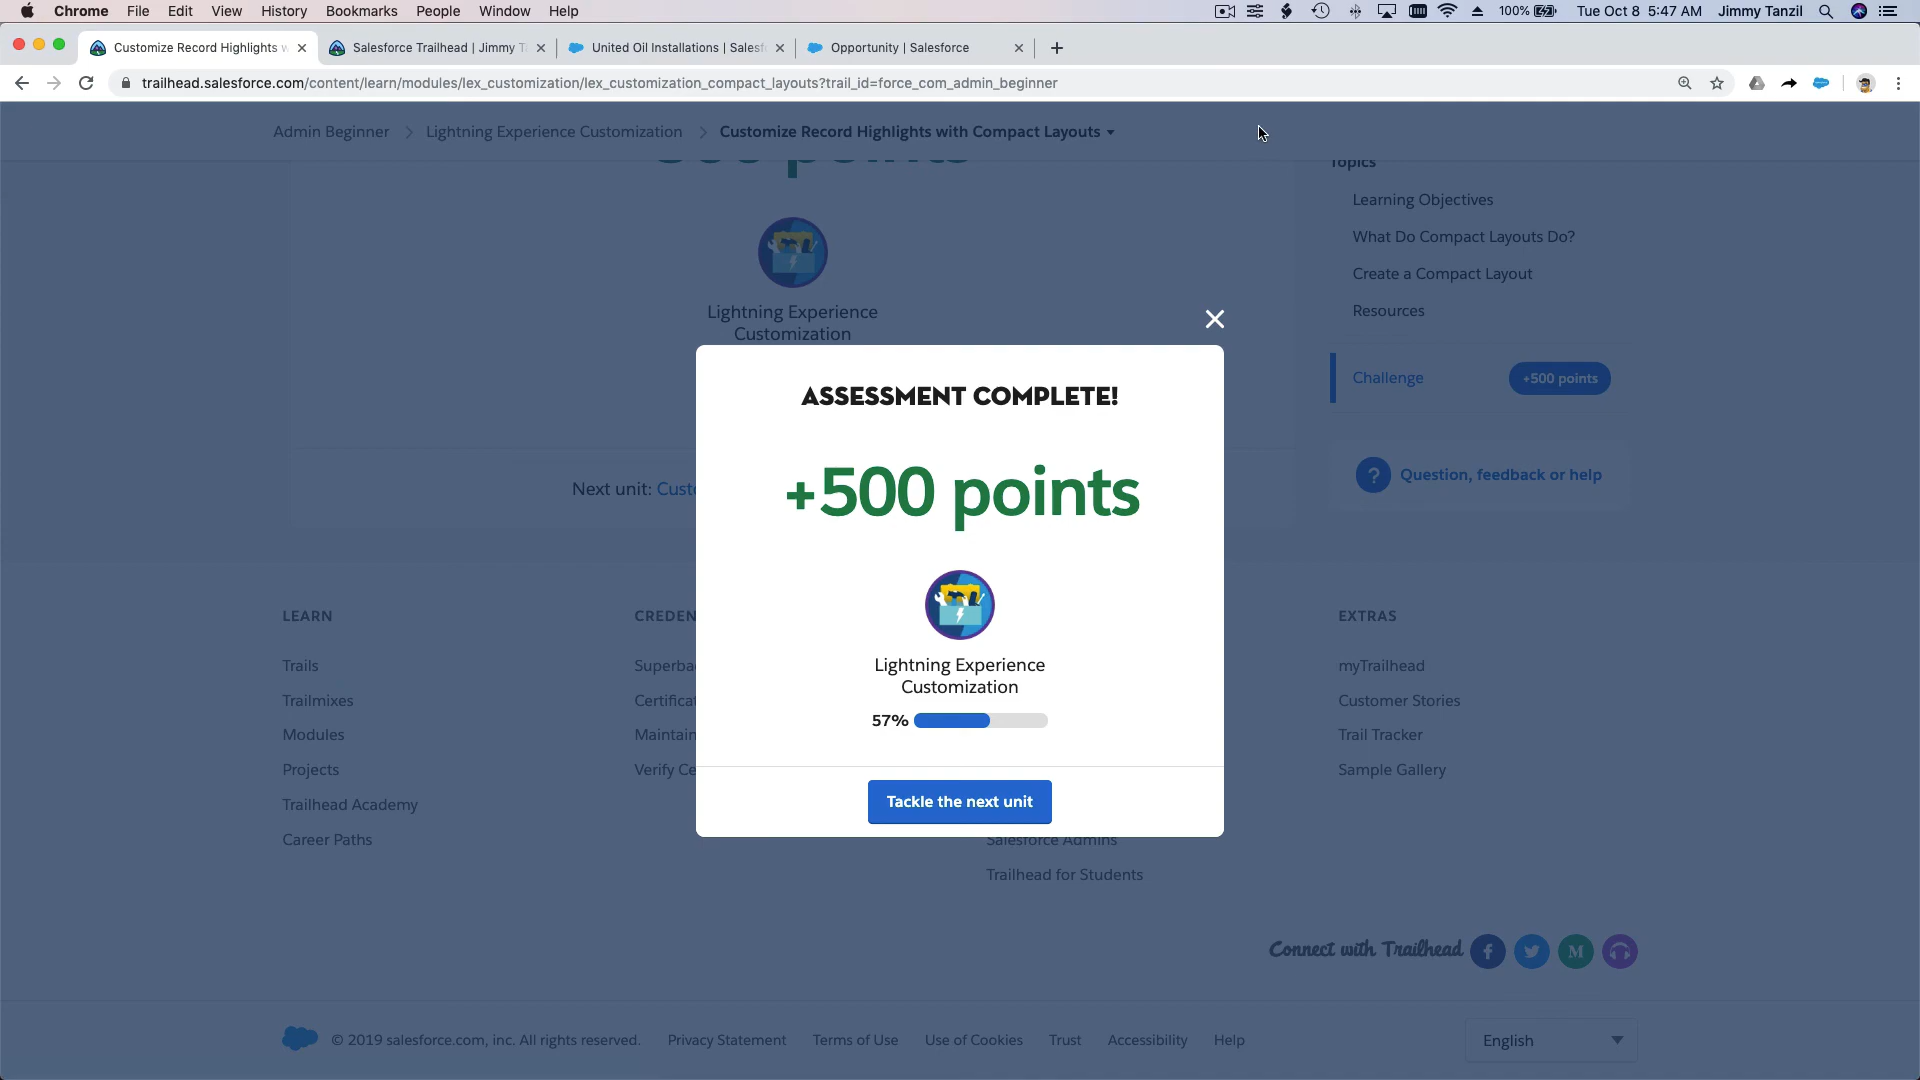 Chrome File Edit View History Bookmarks People Window Help 100% Tue Oct 8 5:47 AM Jimmy Tanzil
Customize Record Highlights w Salesforce Trailhead | Jimmy T United Oil Installations | Salesf Opportunity | Salesforce
trailhead.salesforce.com/content/learn/modules/lex_customization/lex_customization_compact_layouts?trail_id=force_com_admin_beginner
Admin Beginner > Lightning Experience Customization > Customize Record Highlights with Compact Layouts
Topics
Learning Objectives
What Do Compact Layouts Do?
Create a Compact Layout
Resources
Challenge +500 points
? Question, feedback or help
Lightning Experience
Customization
Next unit: Custo
ASSESSMENT COMPLETE!
+500 points
Lightning Experience
Customization
57%
Tackle the next unit
LEARN
Trails
Trailmixes
Modules
Projects
Trailhead Academy
Career Paths
CREDEN
Superba
Certificat
Maintain
Verify Ce
Salesforce Admins
Trailhead for Students
EXTRAS
myTrailhead
Customer Stories
Trail Tracker
Sample Gallery
Connect with Trailhead
© 2019 salesforce.com, inc. All rights reserved. Privacy Statement Terms of Use Use of Cookies Trust Accessibility Help English